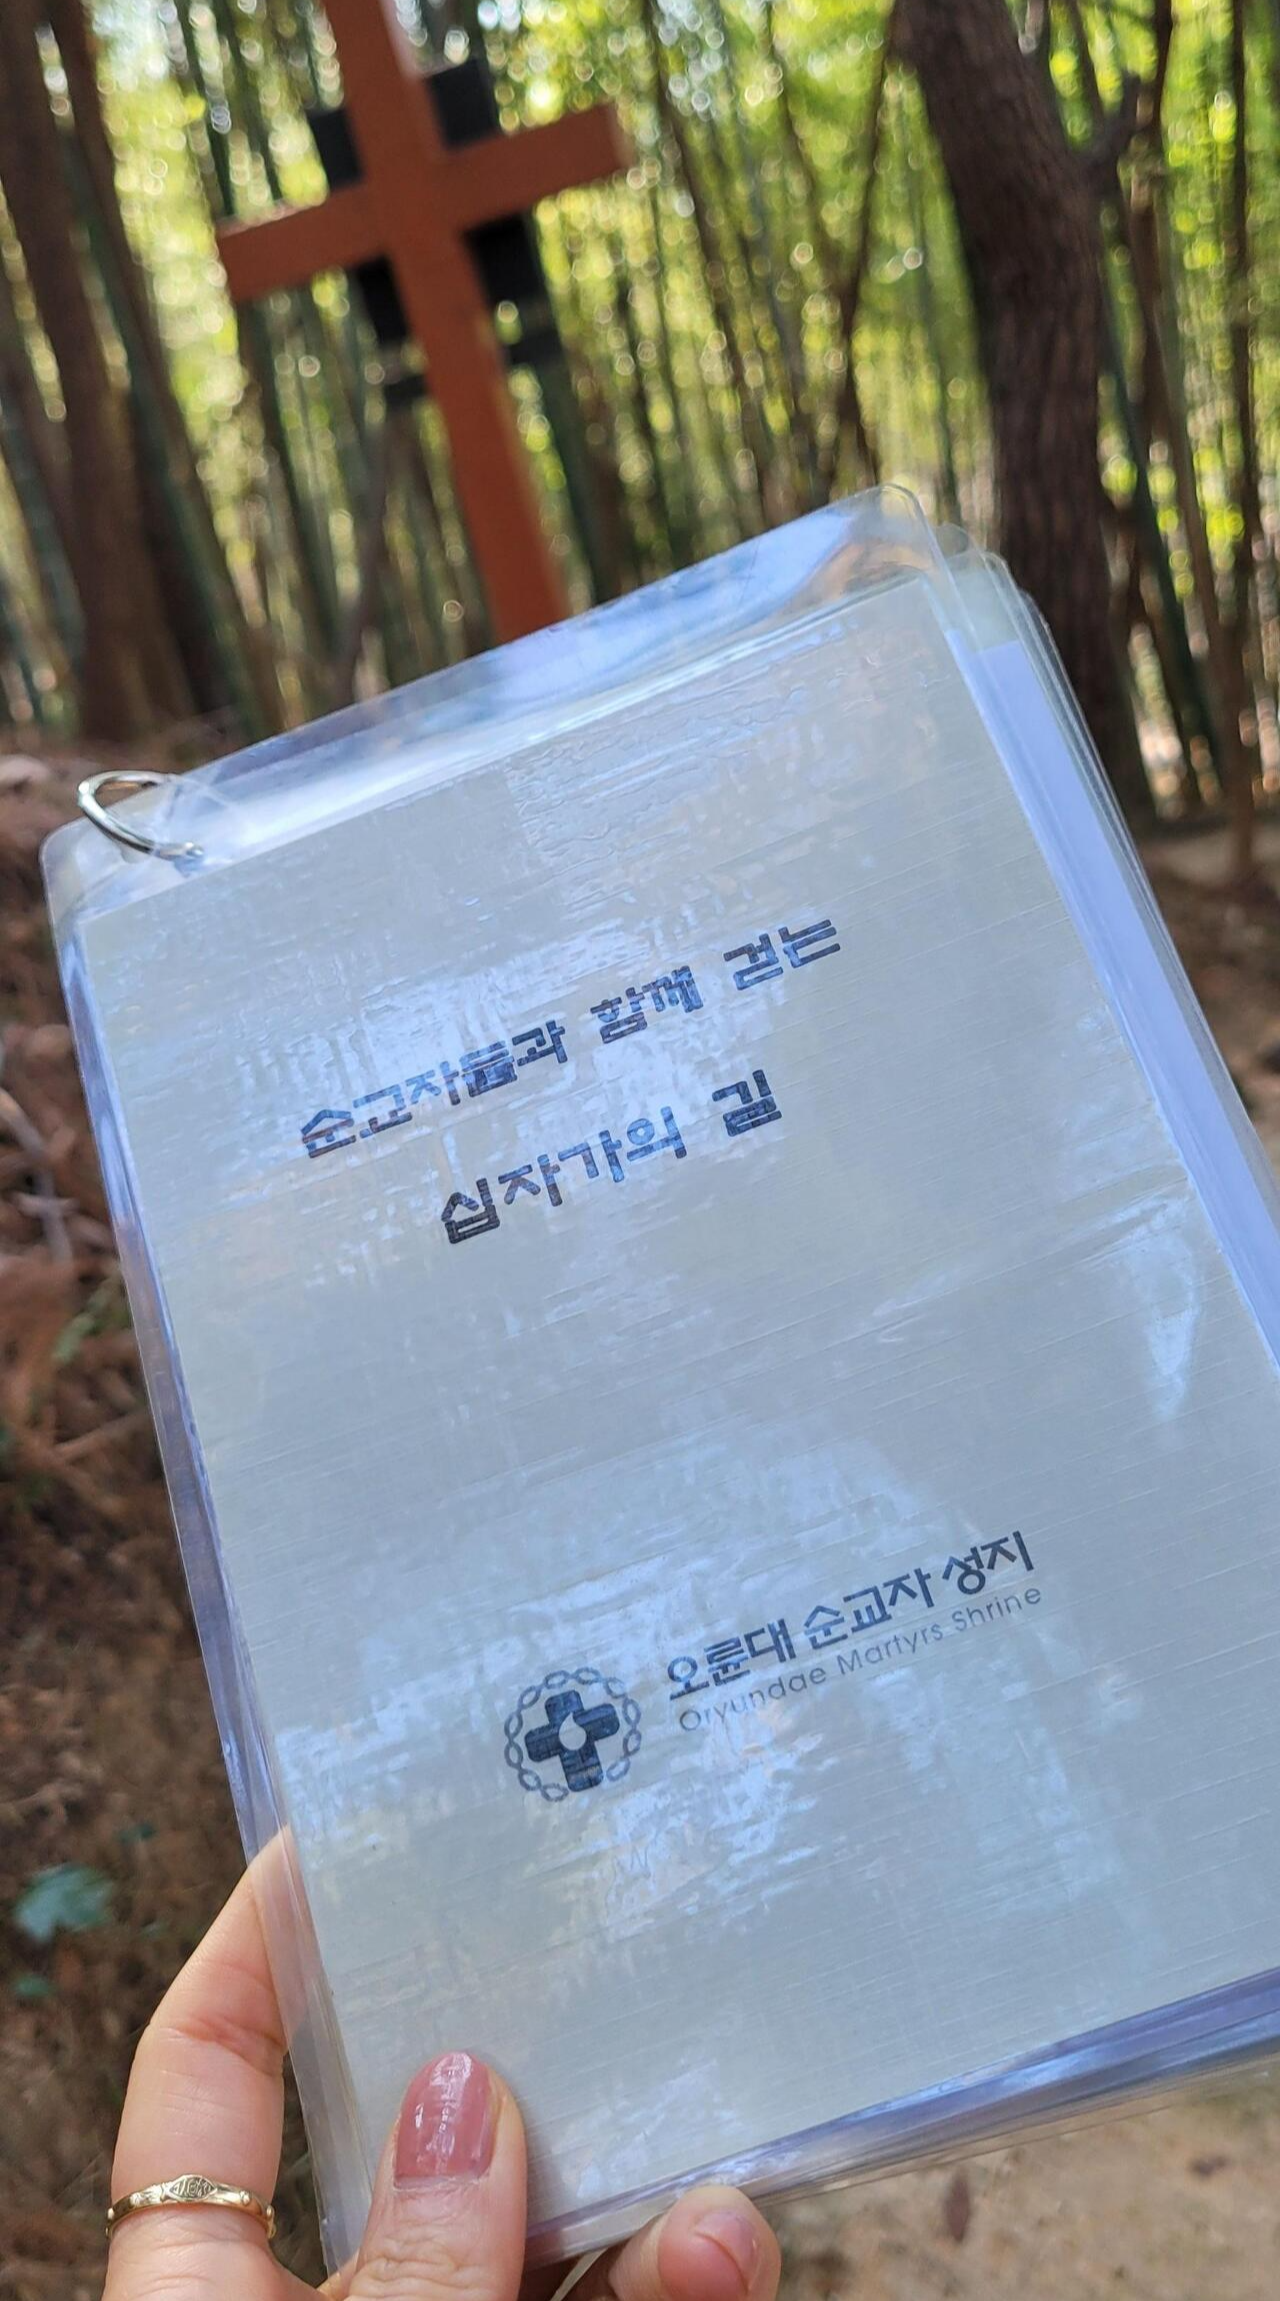 순교자들과 함께 걷는
십자가의 길
오륜대 순교자 성지
Oryundae Martyrs Shrine